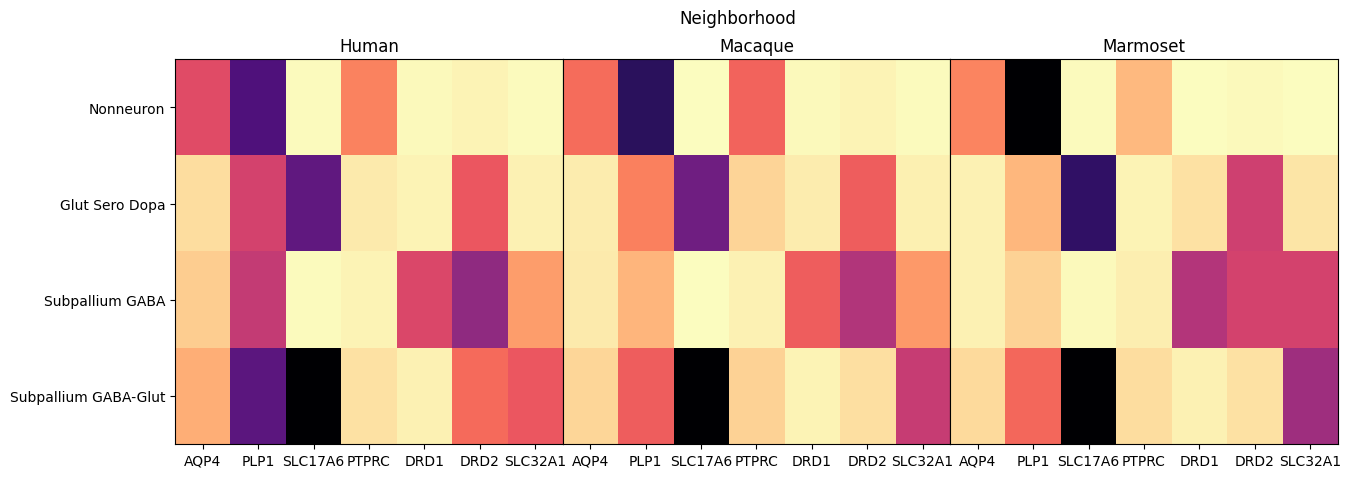 Neighborhood
Human Macaque Marmoset
Nonneuron
Glut Sero Dopa
Subpallium GABA
Subpallium GABA-Glut
AQP4 PLP1 SLC17A6 PTPRC DRD1 DRD2 SLC32A1 AQP4 PLP1 SLC17A6 PTPRC DRD1 DRD2 SLC32A1 AQP4 PLP1 SLC17A6 PTPRC DRD1 DRD2 SLC32A1